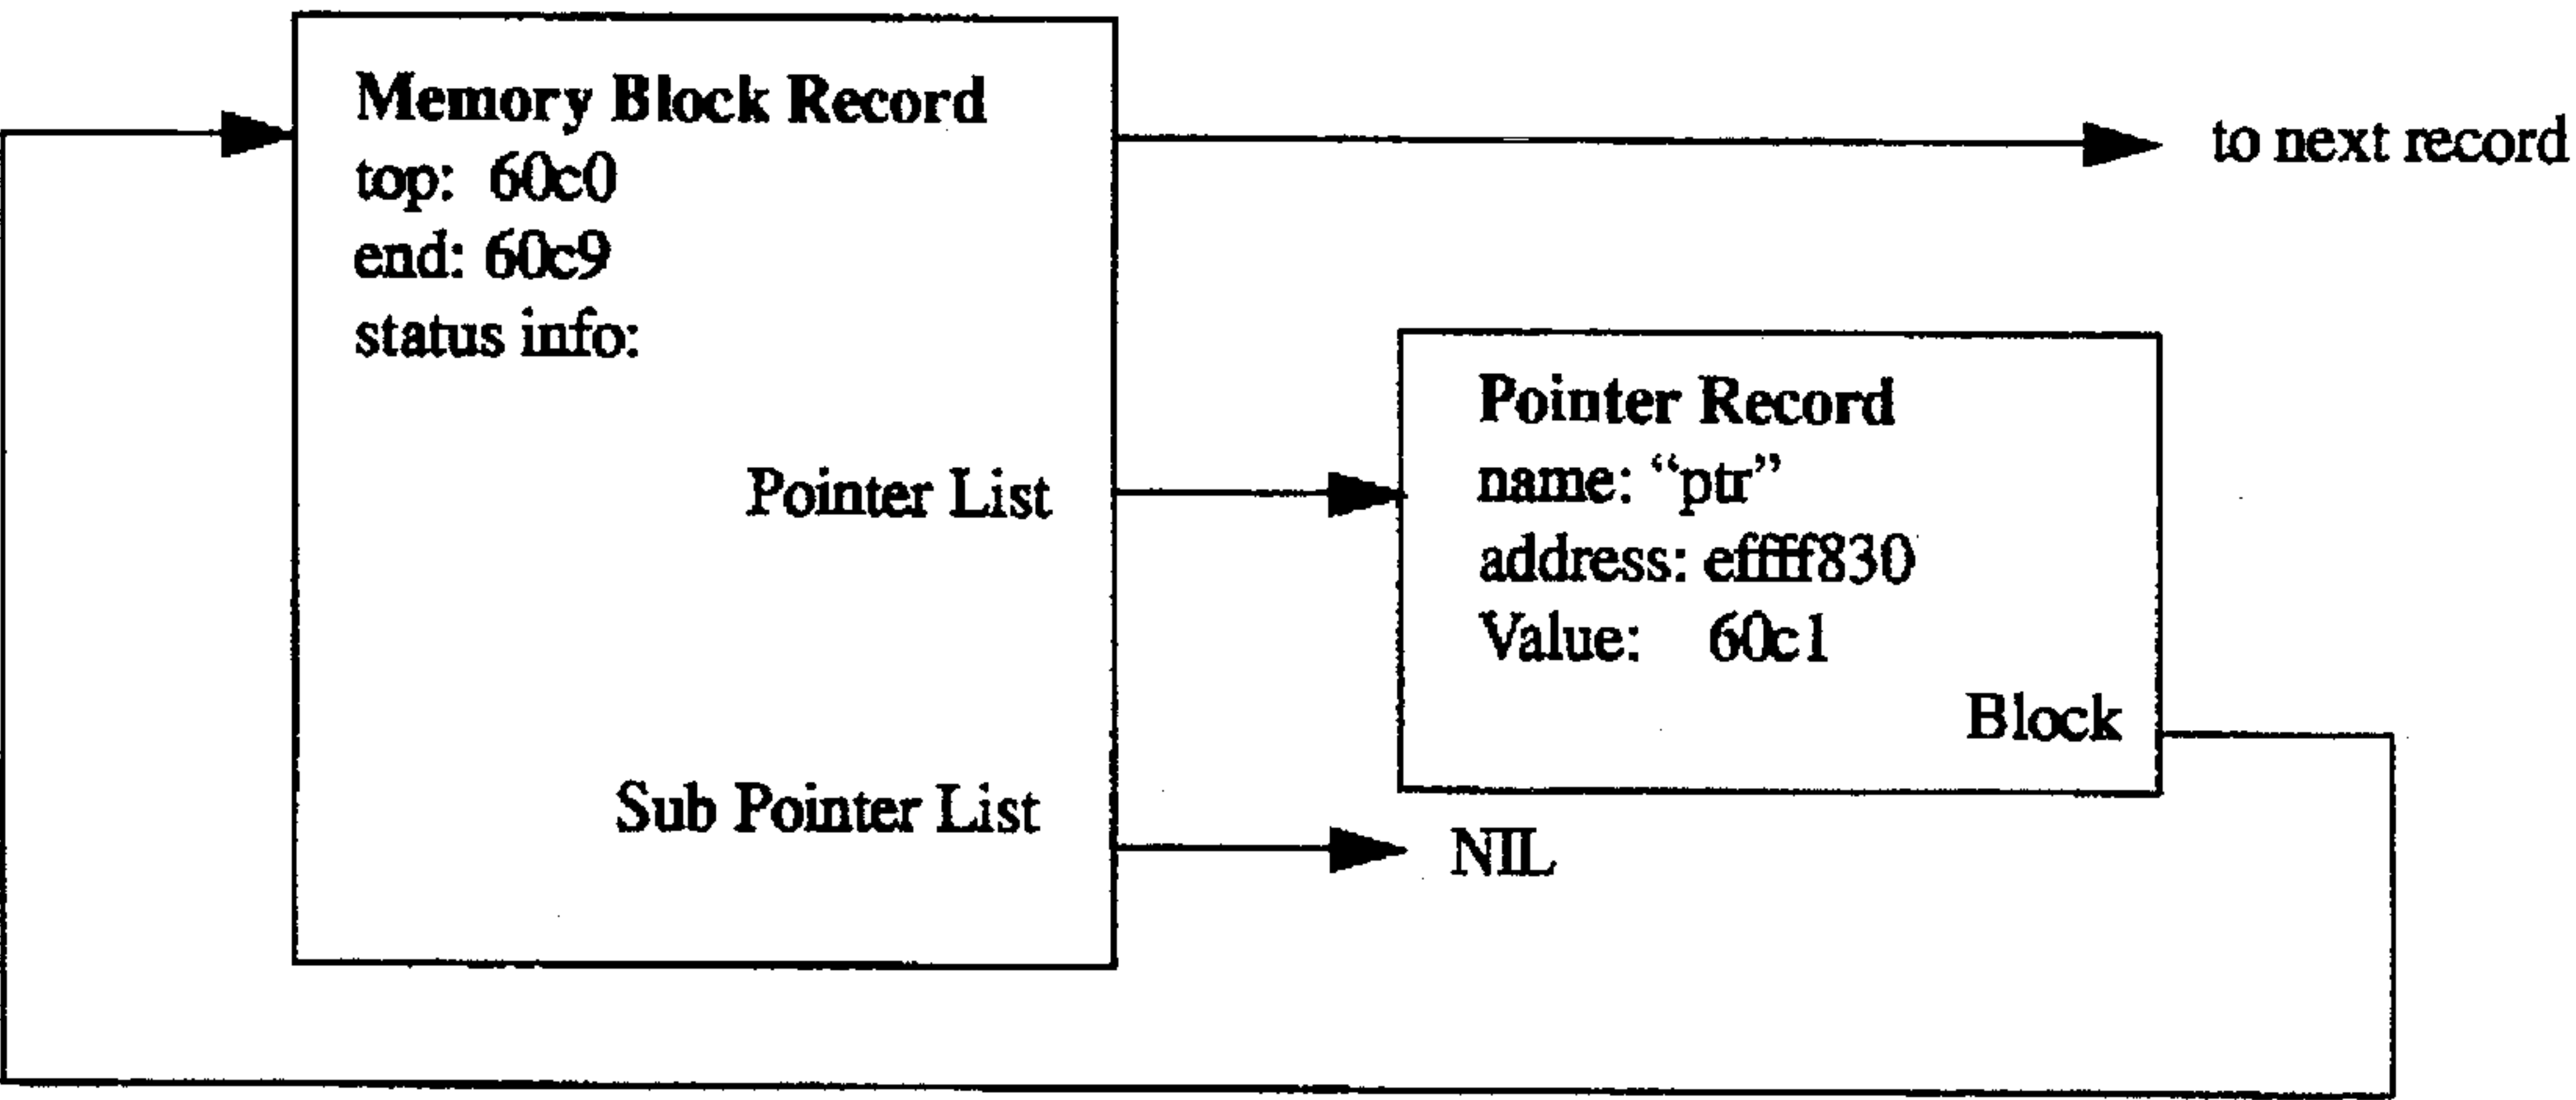 Memory Block Record
to next record
top: 60c0
end: 60c9
status info:
Pointer Record
name: “ptr”
Pointer List
address: effff830
Value: 60c1
Block
Sub Pointer List
NIL